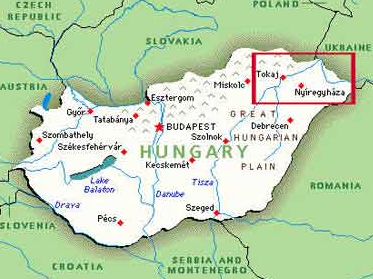 CZECH
REPUBLIC
POLAND
SLOVAKIA
UKRAINE
AUSTRIA
Tokaj
Miskolc
Nyiregyháza
Esztergom
Győr
Tatabánya
BUDAPEST
GREAT
Debrecen
Szombathely
Székesfehérvár
Szolnok
HUNGARIAN
HUNGARY
Kecskemét
PLAIN
Lake
Balaton
Danube
Tisza
ROMANIA
Drava
Pécs
Szeged
SLOVENIA
CROATIA
SERBIA AND
MONTENEGRO